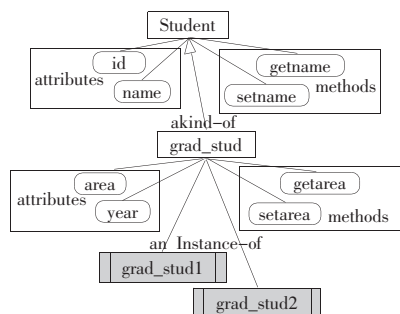 Student
id
attributes
name
getname
methods
setname
akind-of
grad_stud
area
attributes
year
getarea
setarea
methods
an Instance-of
grad_stud1
grad_stud2